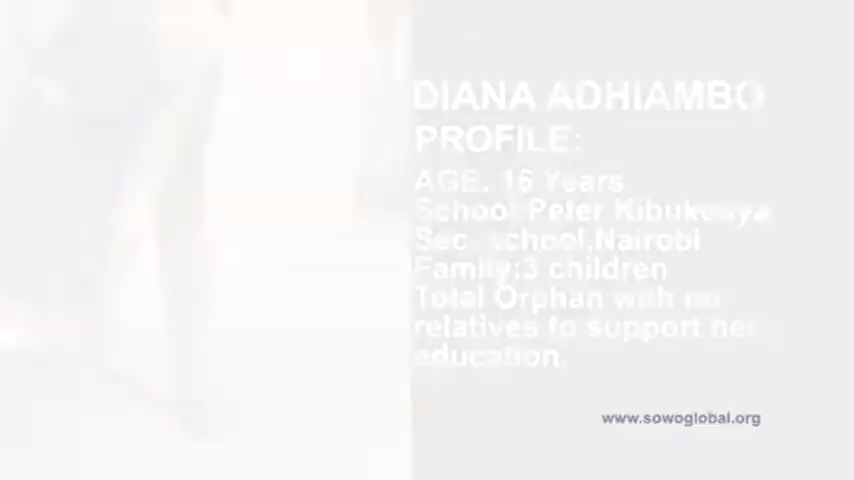 DIANA ADHIAMBO
PROFILE:
AGE. 16 Years
School Peter
Sec. school,Nairobi
Family;3 children
Total Orphan with no
relatives to support her
education.
www.sowoglobal.org